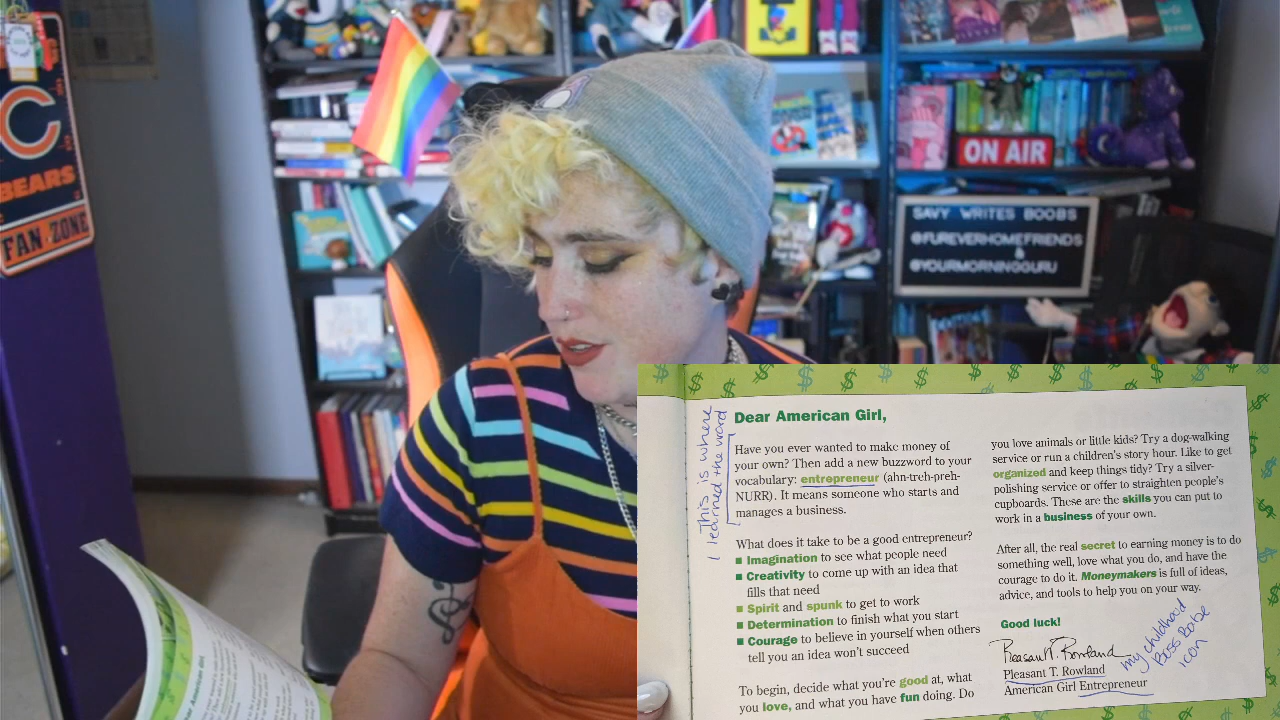 C
BEARS
FAN ZONE
ON AIR
SAVY WRITES BOOBS
@FUREVERHOMEFRIENDS
&
@YOURMORNINGGURU
This is where
I learned the word
Dear American Girl,
Have you ever wanted to make money of
your own? Then add a new buzzword to your
vocabulary: entrepreneur (ahn-treh-preh-
NURR). It means someone who starts and
manages a business.
What does it take to be a good entrepreneur?
■ Imagination to see what people need
■ Creativity to come up with an idea that
fills that need
■ Spirit and spunk to get to work
■ Determination to finish what you start
■ Courage to believe in yourself when others
tell you an idea won't succeed
To begin, decide what you're good at, what
you love, and what you have fun doing. Do
you love animals or little kids? Try a dog-walking
service or run a children's story hour. Like to get
organized and keep things tidy? Try a silver-
polishing service or offer to straighten people's
cupboards. These are the skills you can put to
work in a business of your own.
After all, the real secret to earning money is to do
something well, love what you do, and have the
courage to do it. Moneymakers is full of ideas,
advice, and tools to help you on your way.
Good luck!
Pleasant T. Rowland
Pleasant T. Rowland
American Girl Entrepreneur
my childhood
Boss Babe
icon